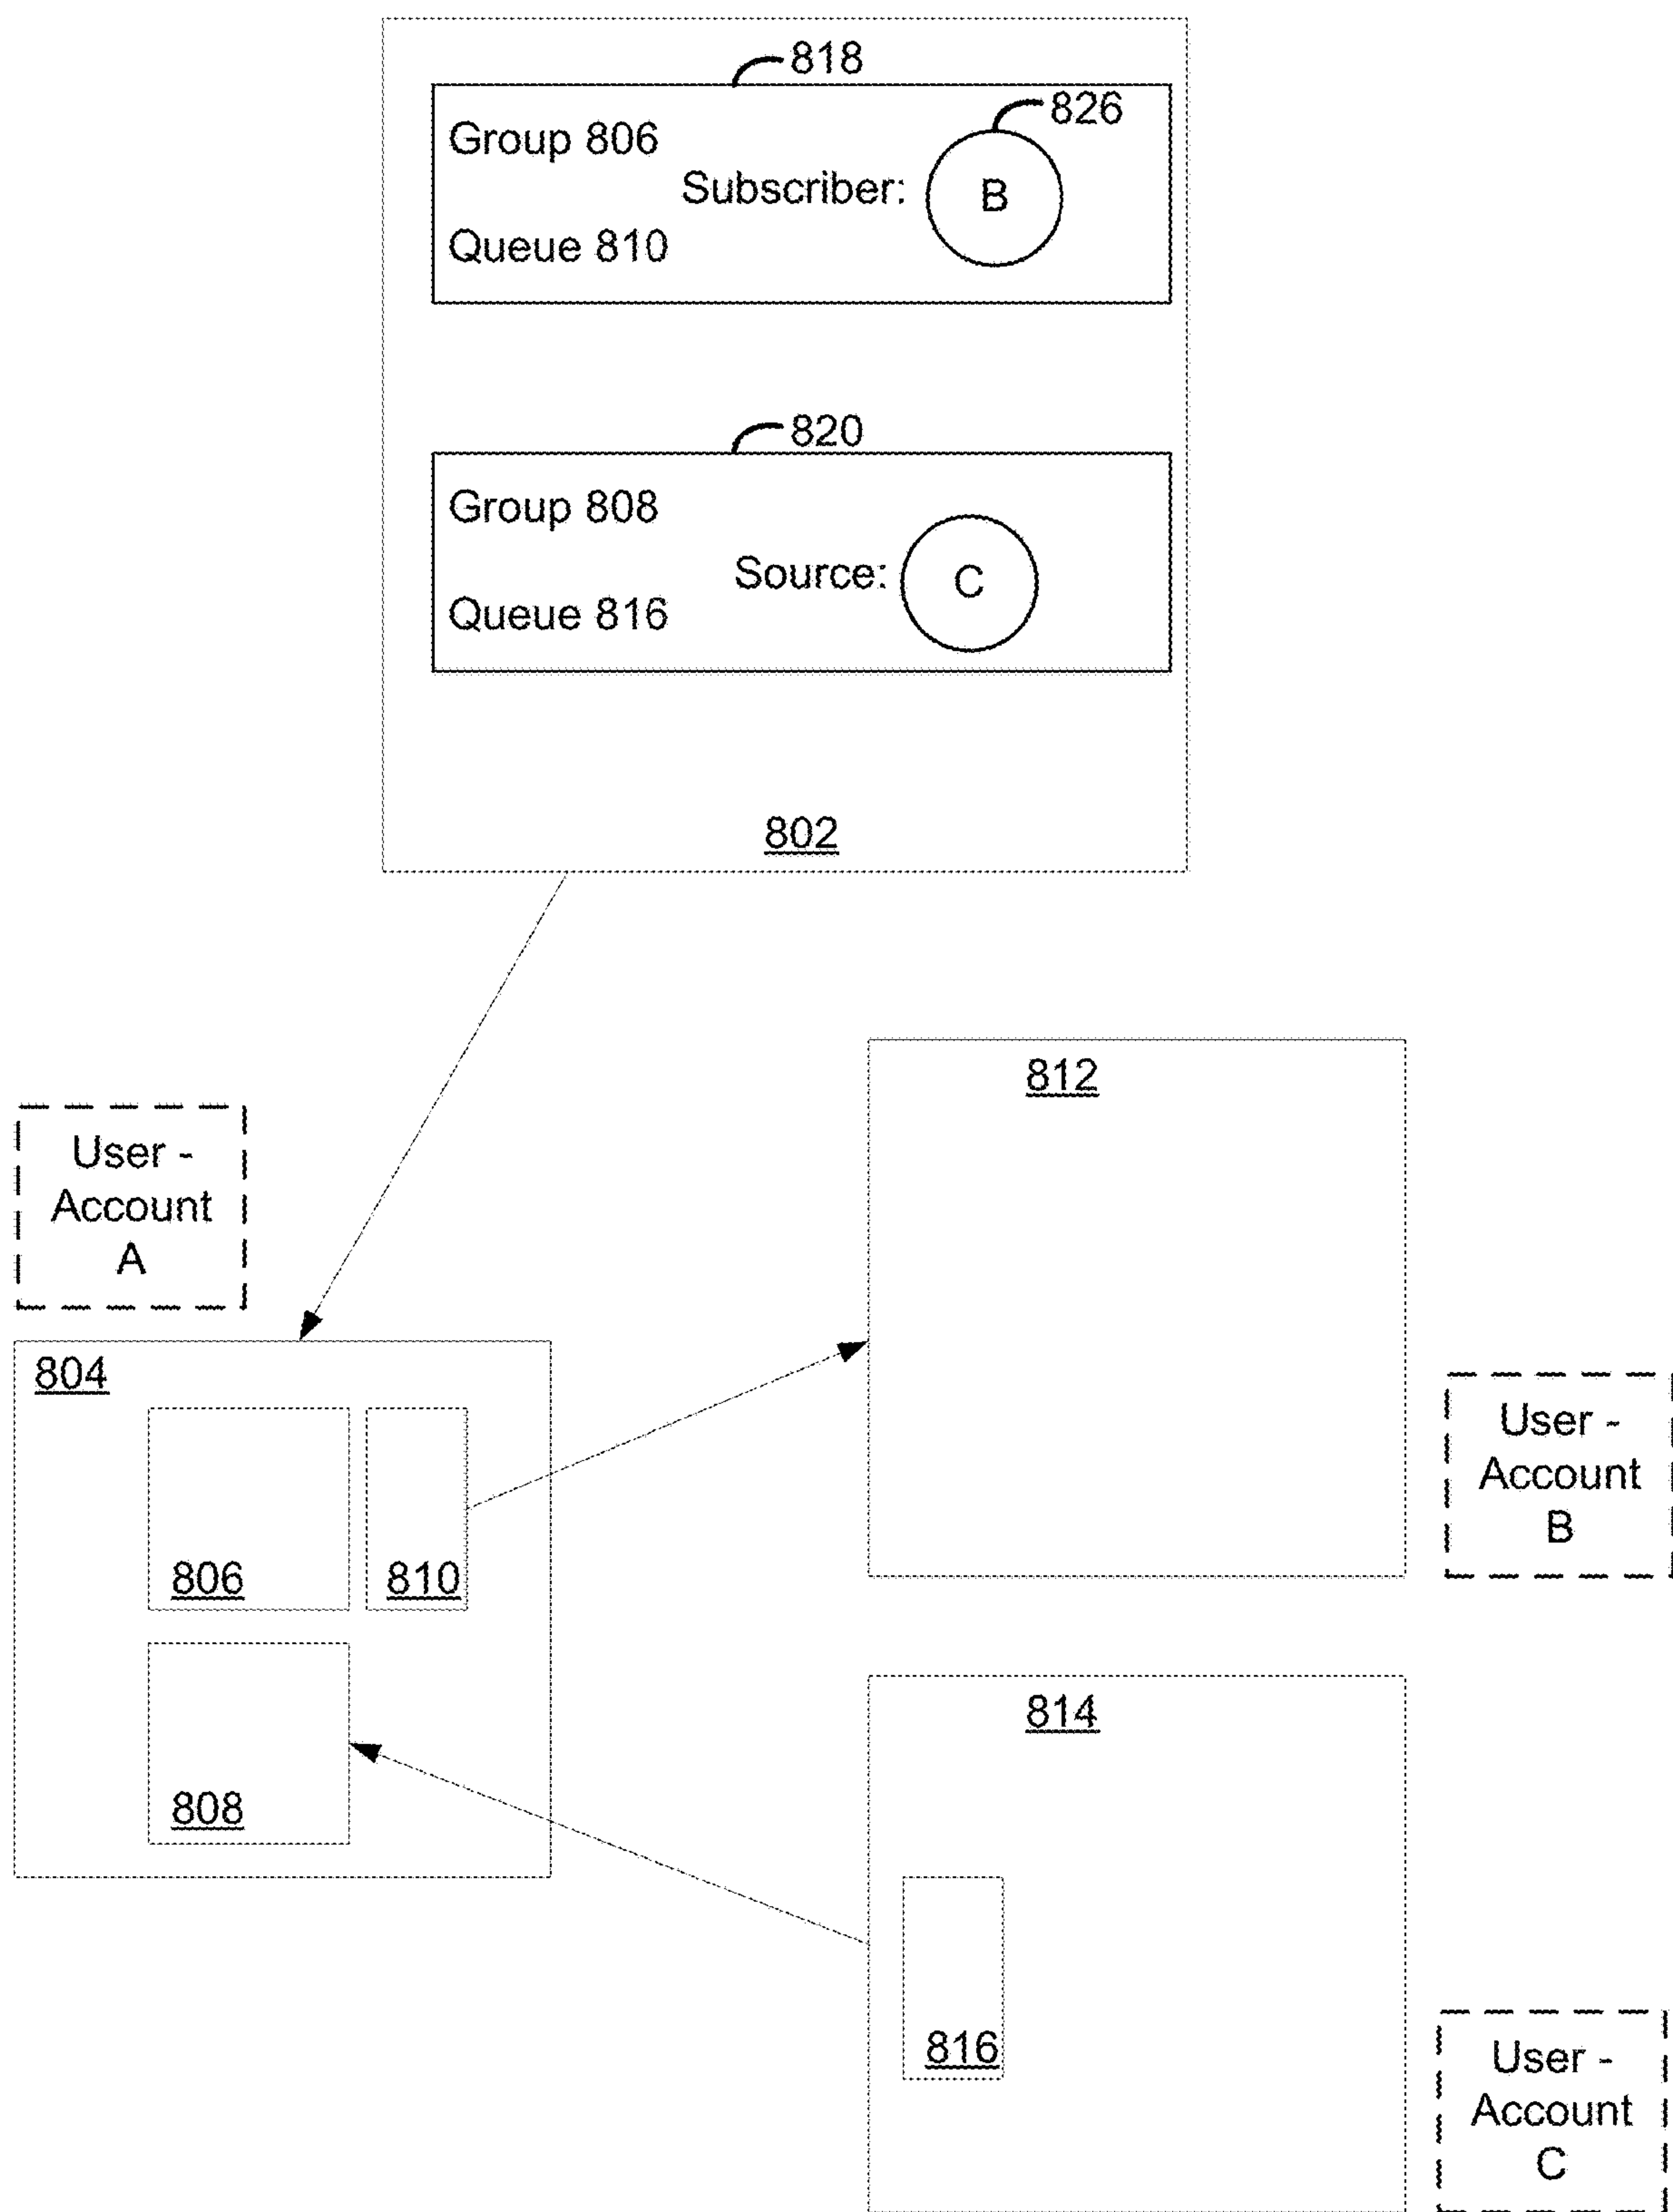 818
826
Group 806
Subscriber:
B
Queue 810
820
Group 808
Source:
C
Queue 816
802
812
User -
Account
A
804
User -
Account
B
806
810
814
808
816
User -
Account
C